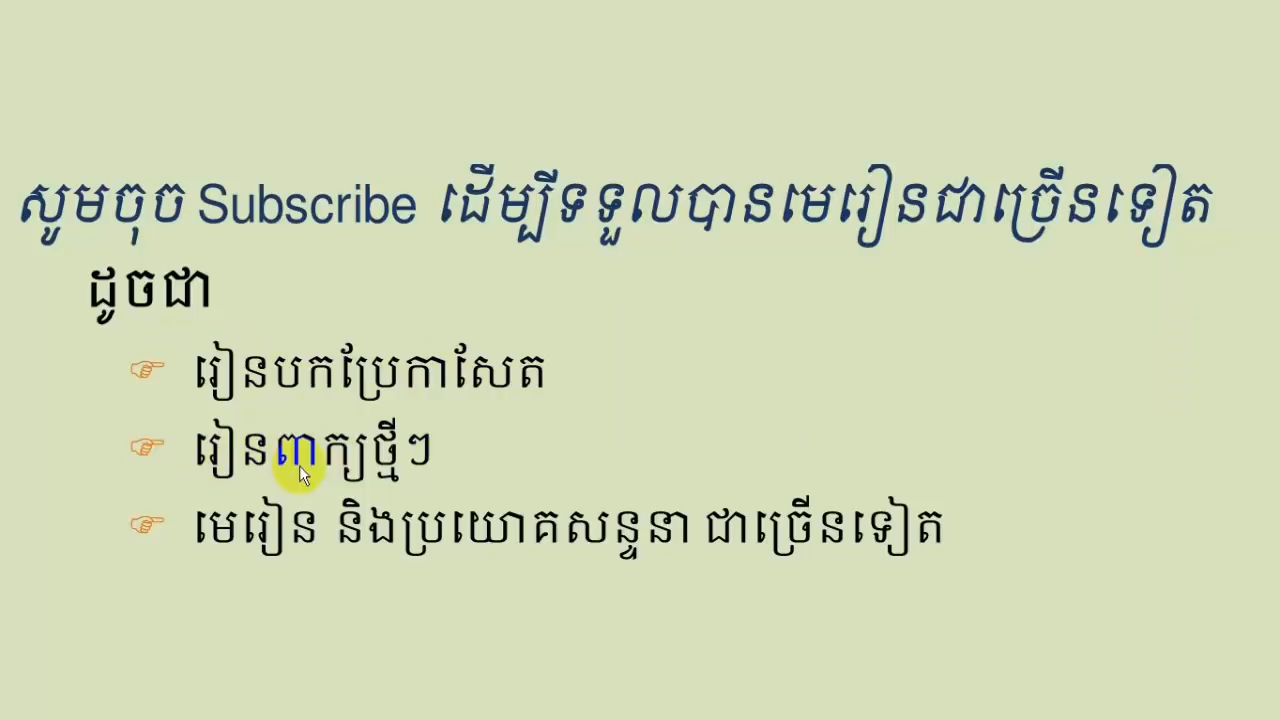 សូមចុច Subscribe ដើម្បីទទួលបានមេរៀនជាច្រើនទៀត
ដូចជា
រៀនបកប្រែកាសែត
រៀនពាក្យថ្មីៗ
មេរៀន និងប្រយោគសន្ទនា ជាច្រើនទៀត